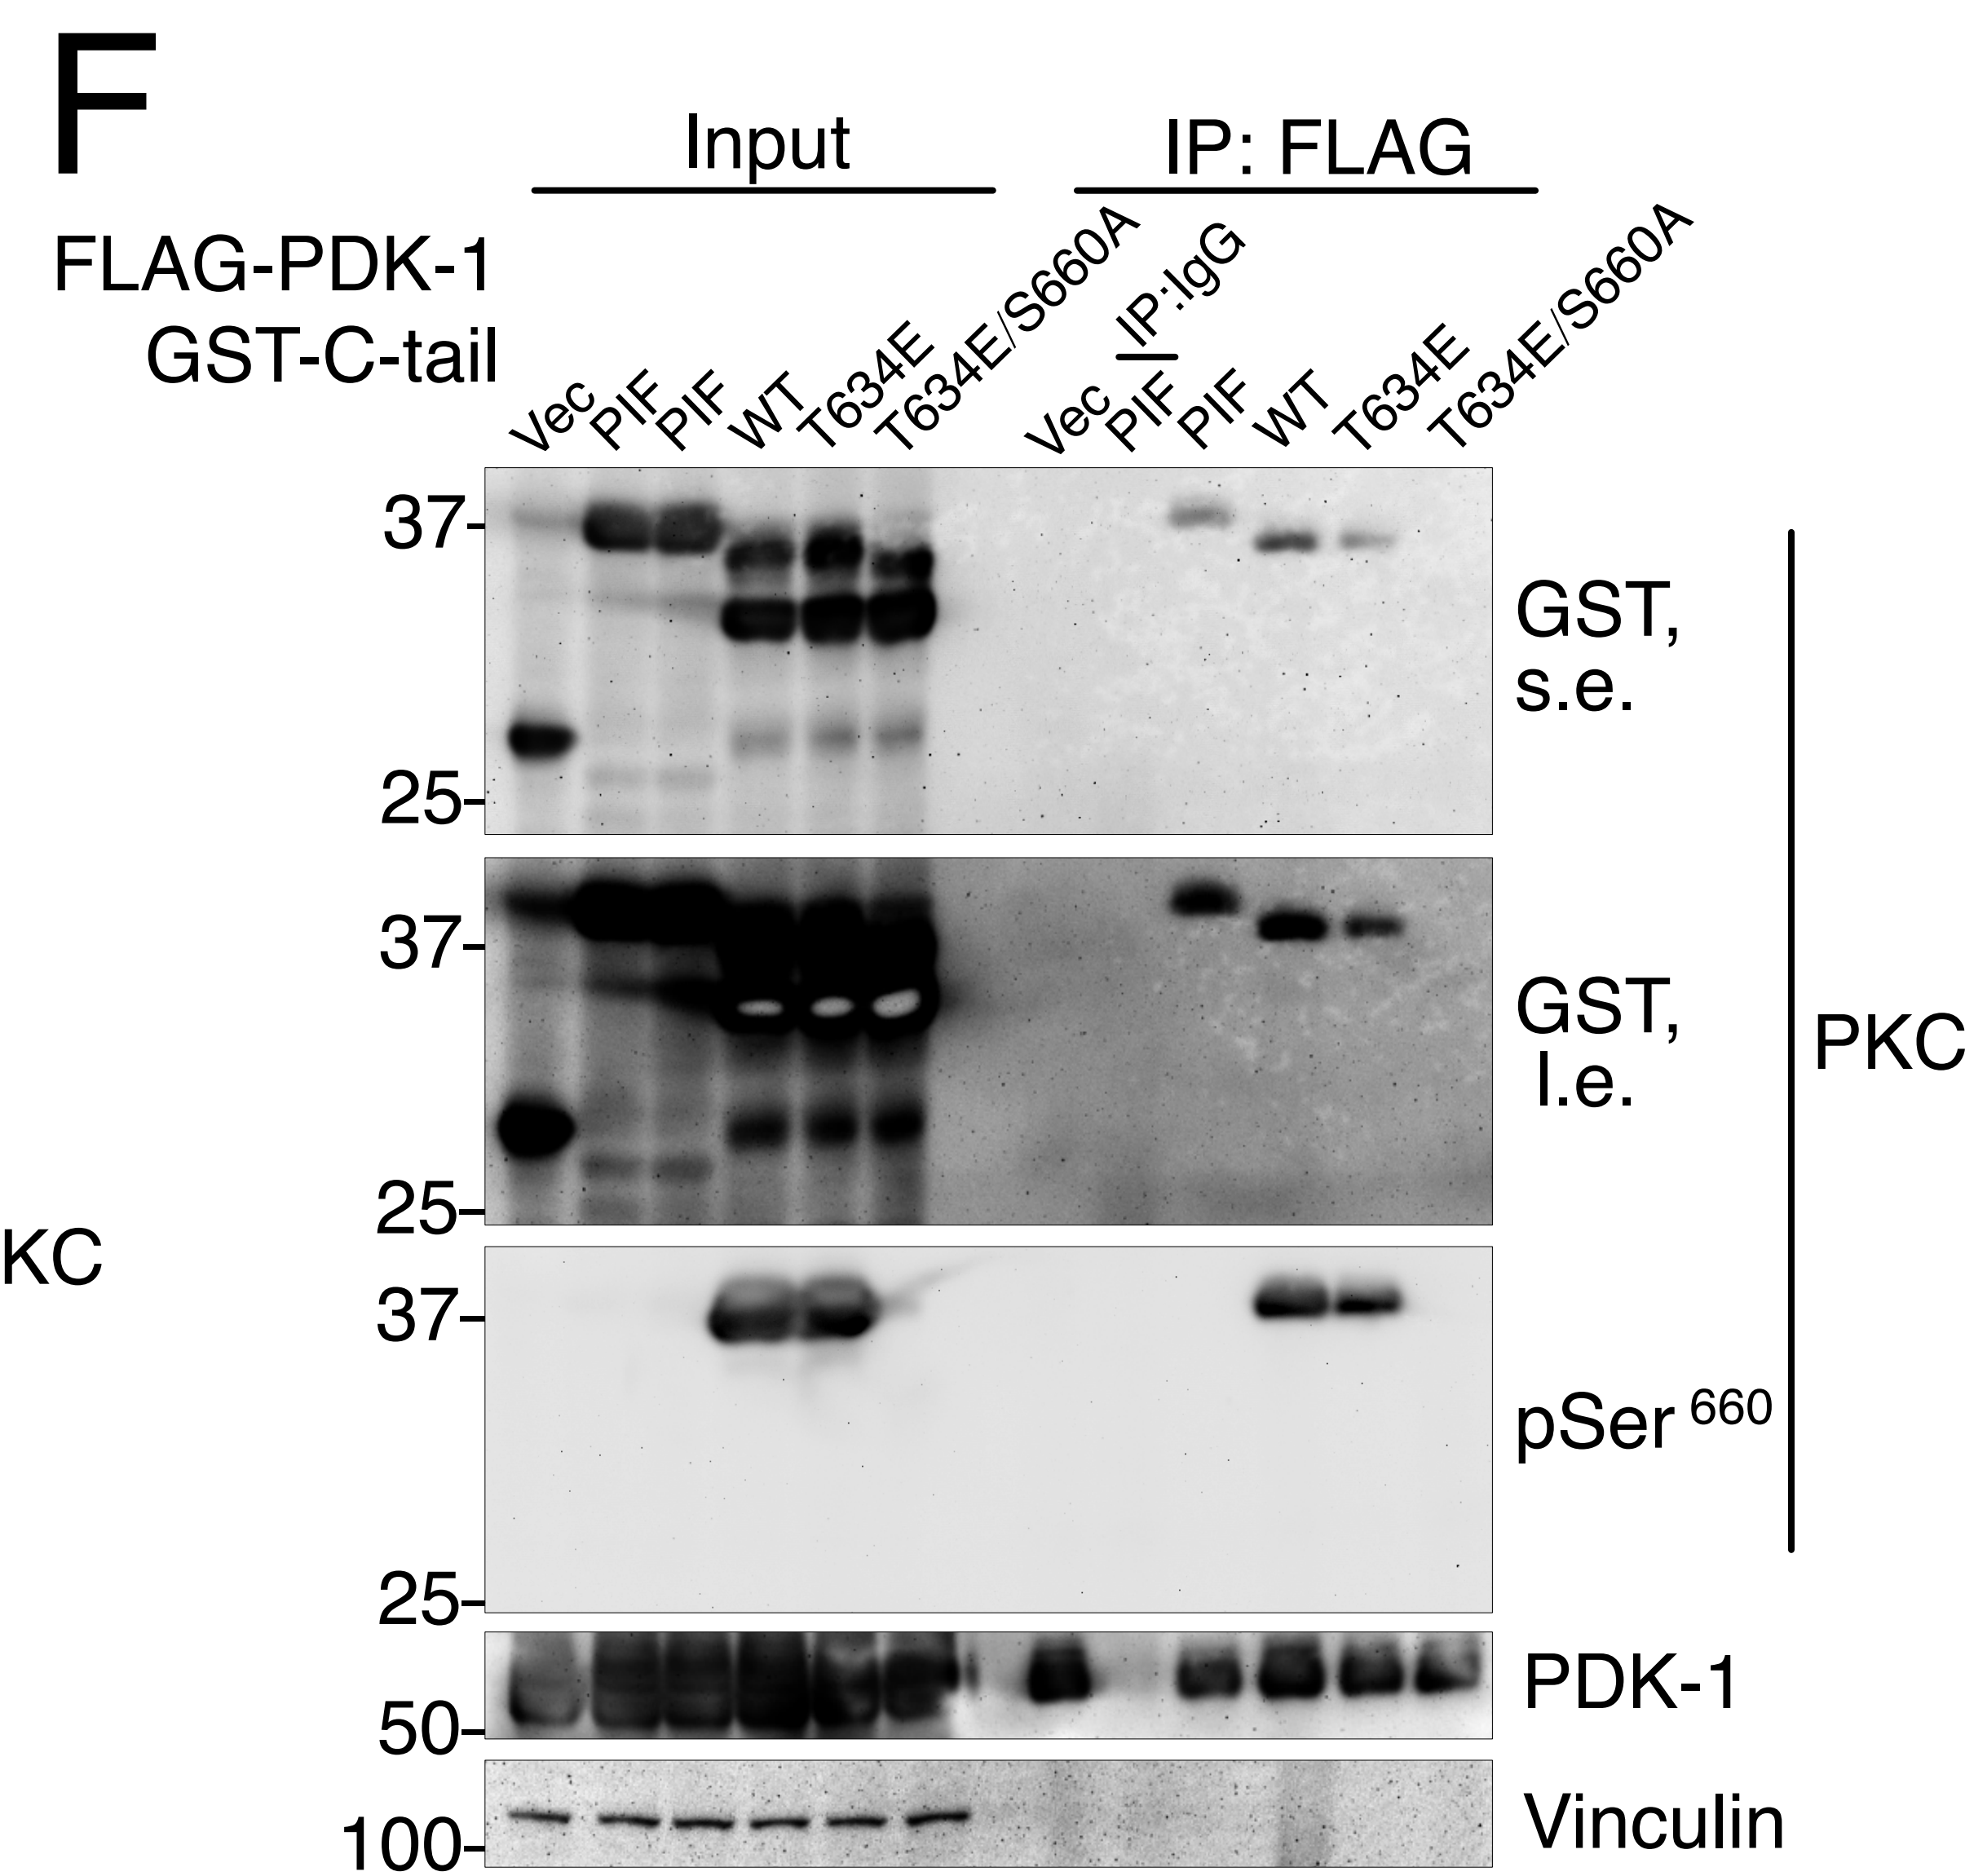 F
Input
IP: FLAG
FLAG-PDK-1
GST-C-tail
Vec
PIF
PIF
WT
T634E
T634E/S660A
Vec
IP:IgG
PIF
PIF
WT
T634E
T634E/S660A
37
25
GST,
s.e.
37
25
GST,
l.e.
PKC
KC
37
25
pSer 660
50
PDK-1
100
Vinculin